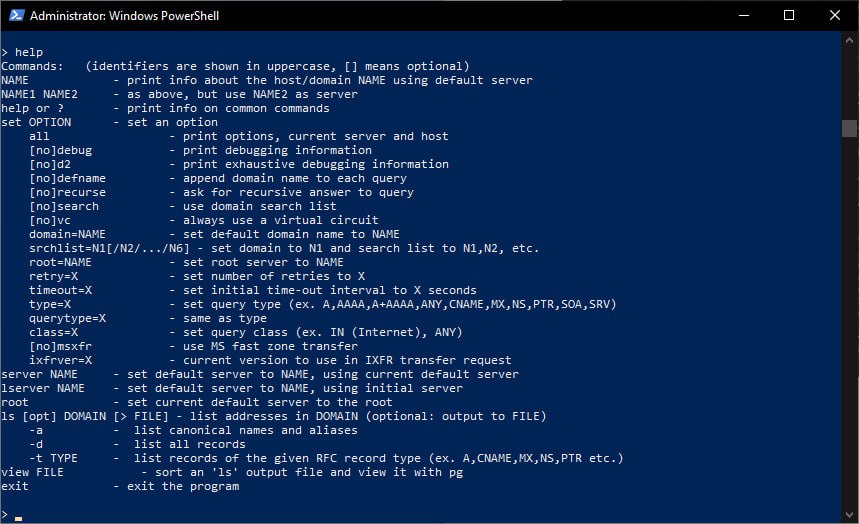 Administrator: Windows PowerShell
> help
Commands:   (identifiers are shown in uppercase, [] means optional)
NAME            - print info about the host/domain NAME using default server
NAME1 NAME2     - as above, but use NAME2 as server
help or ?       - print info on common commands
set OPTION      - set an option
    all                 - print options, current server and host
    [no]debug           - print debugging information
    [no]d2              - print exhaustive debugging information
    [no]defname         - append domain name to each query
    [no]recurse         - ask for recursive answer to query
    [no]search          - use domain search list
    [no]vc              - always use a virtual circuit
    domain=NAME         - set default domain name to NAME
    srchlist=N1[/N2/.../N6] - set domain to N1 and search list to N1,N2, etc.
    root=NAME           - set root server to NAME
    retry=X             - set number of retries to X
    timeout=X           - set initial time-out interval to X seconds
    type=X              - set query type (ex. A,AAAA,A+AAAA,ANY,CNAME,MX,NS,PTR,SOA,SRV)
    querytype=X         - same as type
    class=X             - set query class (ex. IN (Internet), ANY)
    [no]msxfr           - use MS fast zone transfer
    ixfrver=X           - current version to use in IXFR transfer request
server NAME     - set default server to NAME, using current default server
lserver NAME    - set default server to NAME, using initial server
root            - set current default server to the root
ls [opt] DOMAIN [> FILE] - list addresses in DOMAIN (optional: output to FILE)
    -a          -  list canonical names and aliases
    -d          -  list all records
    -t TYPE     -  list records of the given RFC record type (ex. A,CNAME,MX,NS,PTR etc.)
view FILE           - sort an 'ls' output file and view it with pg
exit            - exit the program
> _